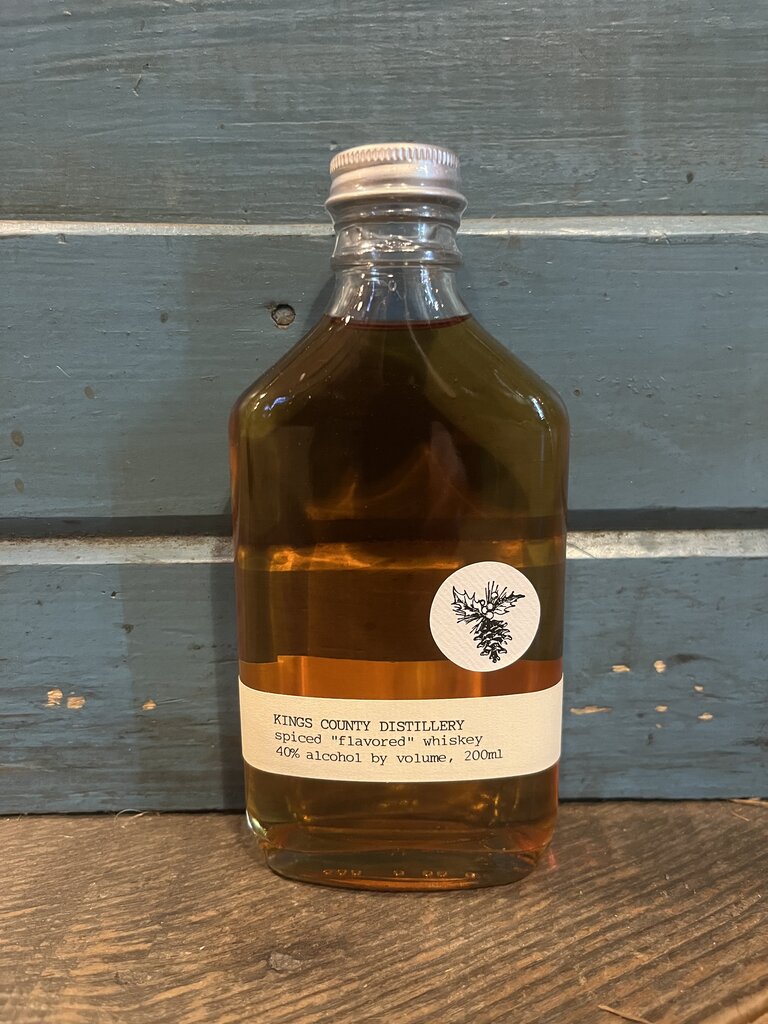 KINGS COUNTY DISTILLERY
spiced "flavored" whiskey
40% alcohol by volume, 200ml